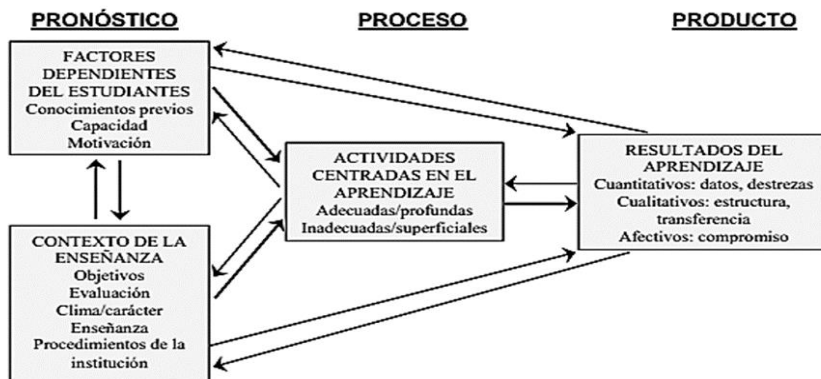 PRONÓSTICO
PROCESO
PRODUCTO
FACTORES
DEPENDIENTES
DEL ESTUDIANTES
Conocimientos previos
Capacidad
Motivación
ACTIVIDADES
CENTRADAS EN EL
APRENDIZAJE
Adecuadas/profundas
Inadecuadas/superficiales
RESULTADOS DEL
APRENDIZAJE
Cuantitativos: datos, destrezas
Cualitativos: estructura,
transferencia
Afectivos: compromiso
CONTEXTO DE LA
ENSEÑANZA
Objetivos
Evaluación
Clima/carácter
Enseñanza
Procedimientos de la
institución